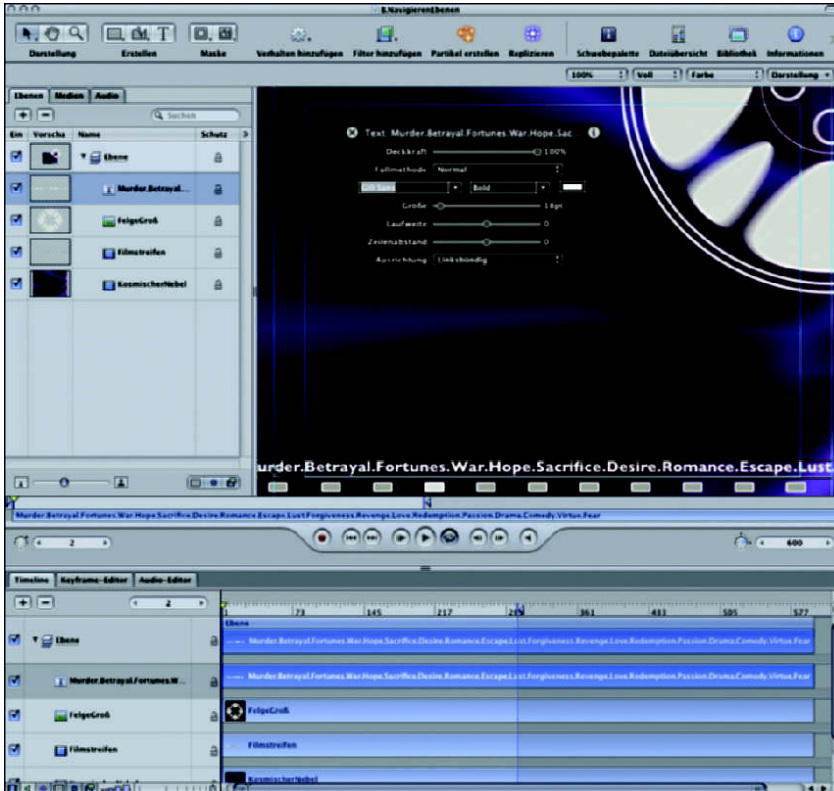 8.NavigierenEbenen
Darstellung Erstellen Maske Verhalten hinzufügen Filter hinzufügen Partikel erstellen Replizieren Schwebepalette Dateiübersicht Bibliothek Informationen
100% Voll Farbe Darstellung
Ebenen Medien Audio
Suchen
Ein Vorscha Name Schutz
Ebene
Murder.Betrayal....
FelgeGroß
Filmstreifen
KosmischerNebel
Text: Murder.Betrayal.Fortunes.War.Hope.Sac...
Deckkraft 100%
Füllmethode Normal
Gill Sans Bold
Größe 18pt
Laufweite 0
Zeilenabstand 0
Ausrichtung Linksbündig
urder.Betrayal.Fortunes.War.Hope.Sacrifice.Desire.Romance.Escape.Lust.
Murder.Betrayal.Fortunes.War.Hope.Sacrifice.Desire.Romance.Escape.Lust.Forgiveness.Revenge.Love.Redemption.Passion.Drama.Comedy.Virtue.Fear
2 600
Timeline Keyframe-Editor Audio-Editor
2
1 73 145 217 289 361 433 505 577
Ebene
Ebene
Murder.Betrayal.Fortunes.War.Hope.Sacrifice.Desire.Romance.Escape.Lust.Forgiveness.Revenge.Love.Redemption.Passion.Drama.Comedy.Virtue.Fear
Murder.Betrayal.Fortunes.W...
Murder.Betrayal.Fortunes.War.Hope.Sacrifice.Desire.Romance.Escape.Lust.Forgiveness.Revenge.Love.Redemption.Passion.Drama.Comedy.Virtue.Fear
FelgeGroß
FelgeGroß
Filmstreifen
Filmstreifen
KosmischerNebel